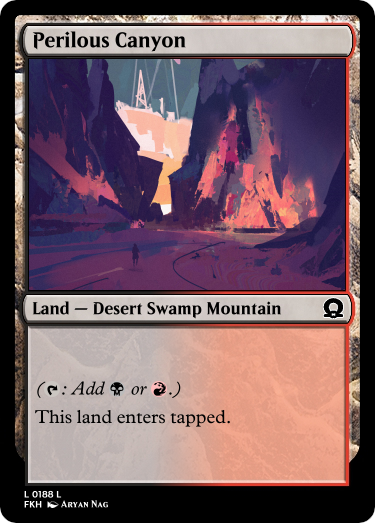 Perilous Canyon
Land — Desert Swamp Mountain
(: Add or .)
This land enters tapped.
L 0188 L
FKH Aryan Nag